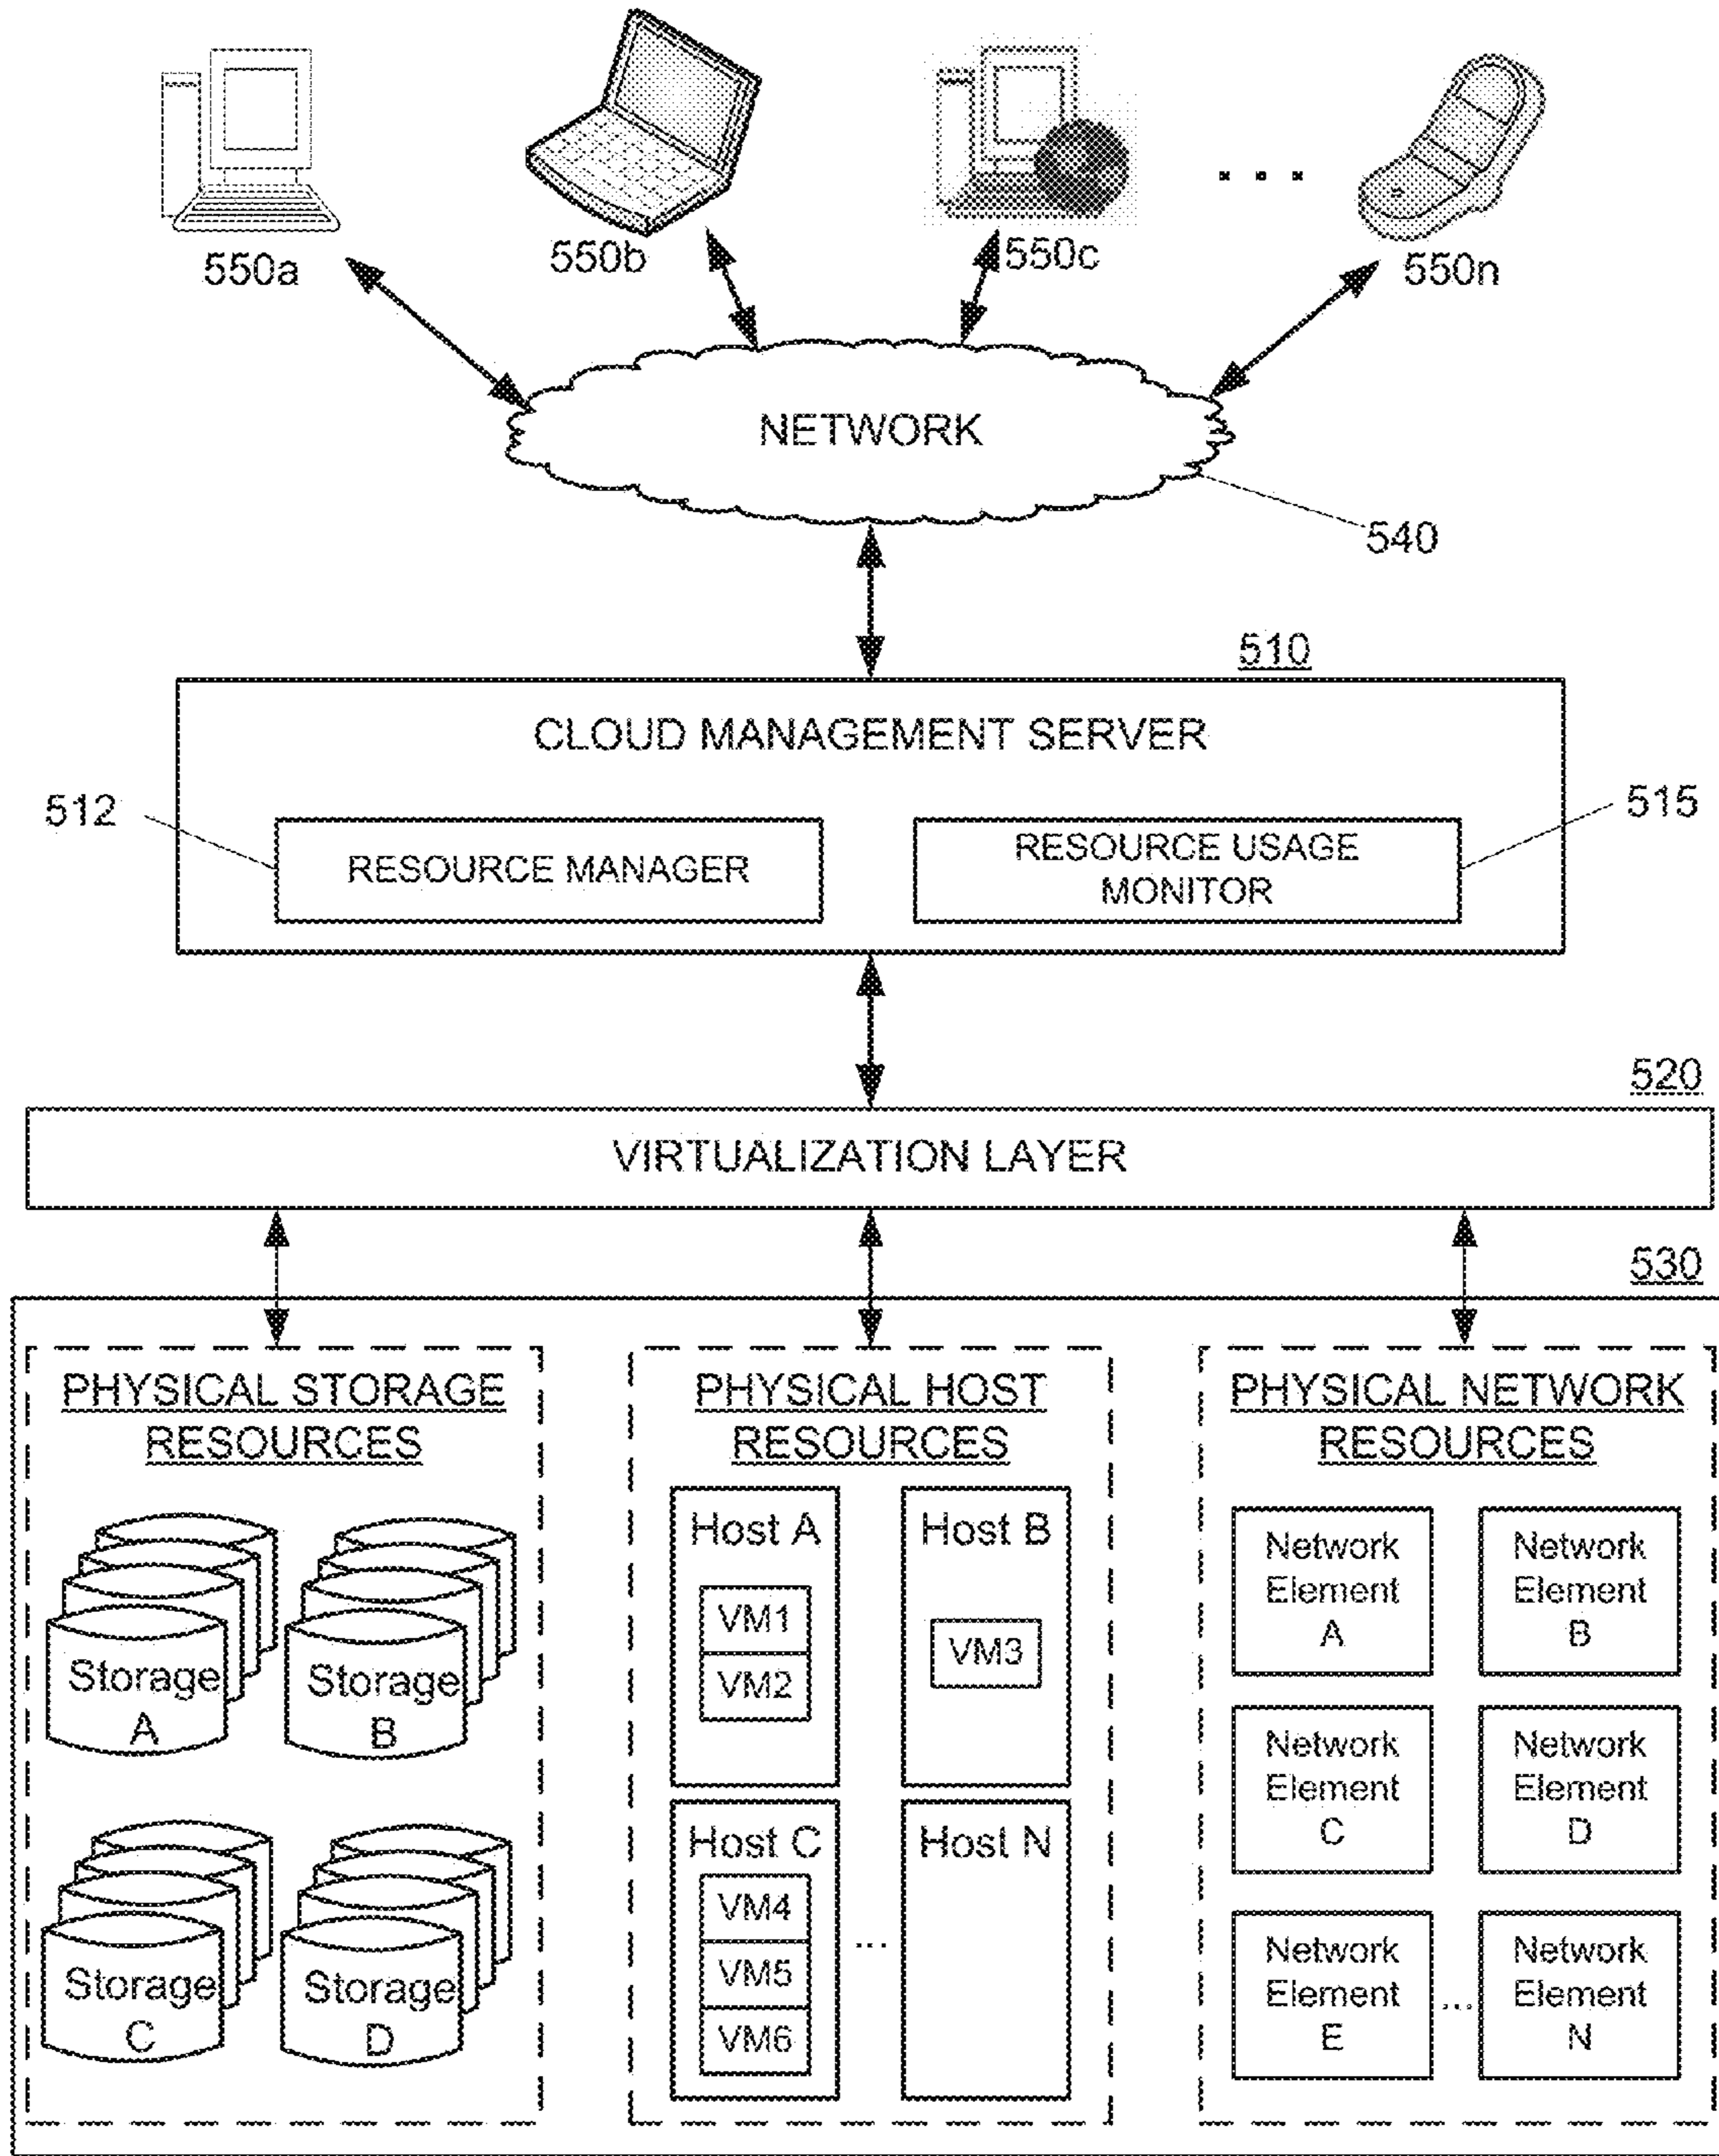 550a
550b
550c
. . .
550n
NETWORK
540
510
CLOUD MANAGEMENT SERVER
512
515
RESOURCE MANAGER
RESOURCE USAGE
MONITOR
520
VIRTUALIZATION LAYER
530
PHYSICAL STORAGE
RESOURCES
Storage
A
Storage
B
Storage
C
Storage
D
PHYSICAL HOST
RESOURCES
Host A
VM1
VM2
Host B
VM3
Host C
VM4
VM5
VM6
...
Host N
PHYSICAL NETWORK
RESOURCES
Network
Element
A
Network
Element
B
Network
Element
C
Network
Element
D
Network
Element
E
...
Network
Element
N